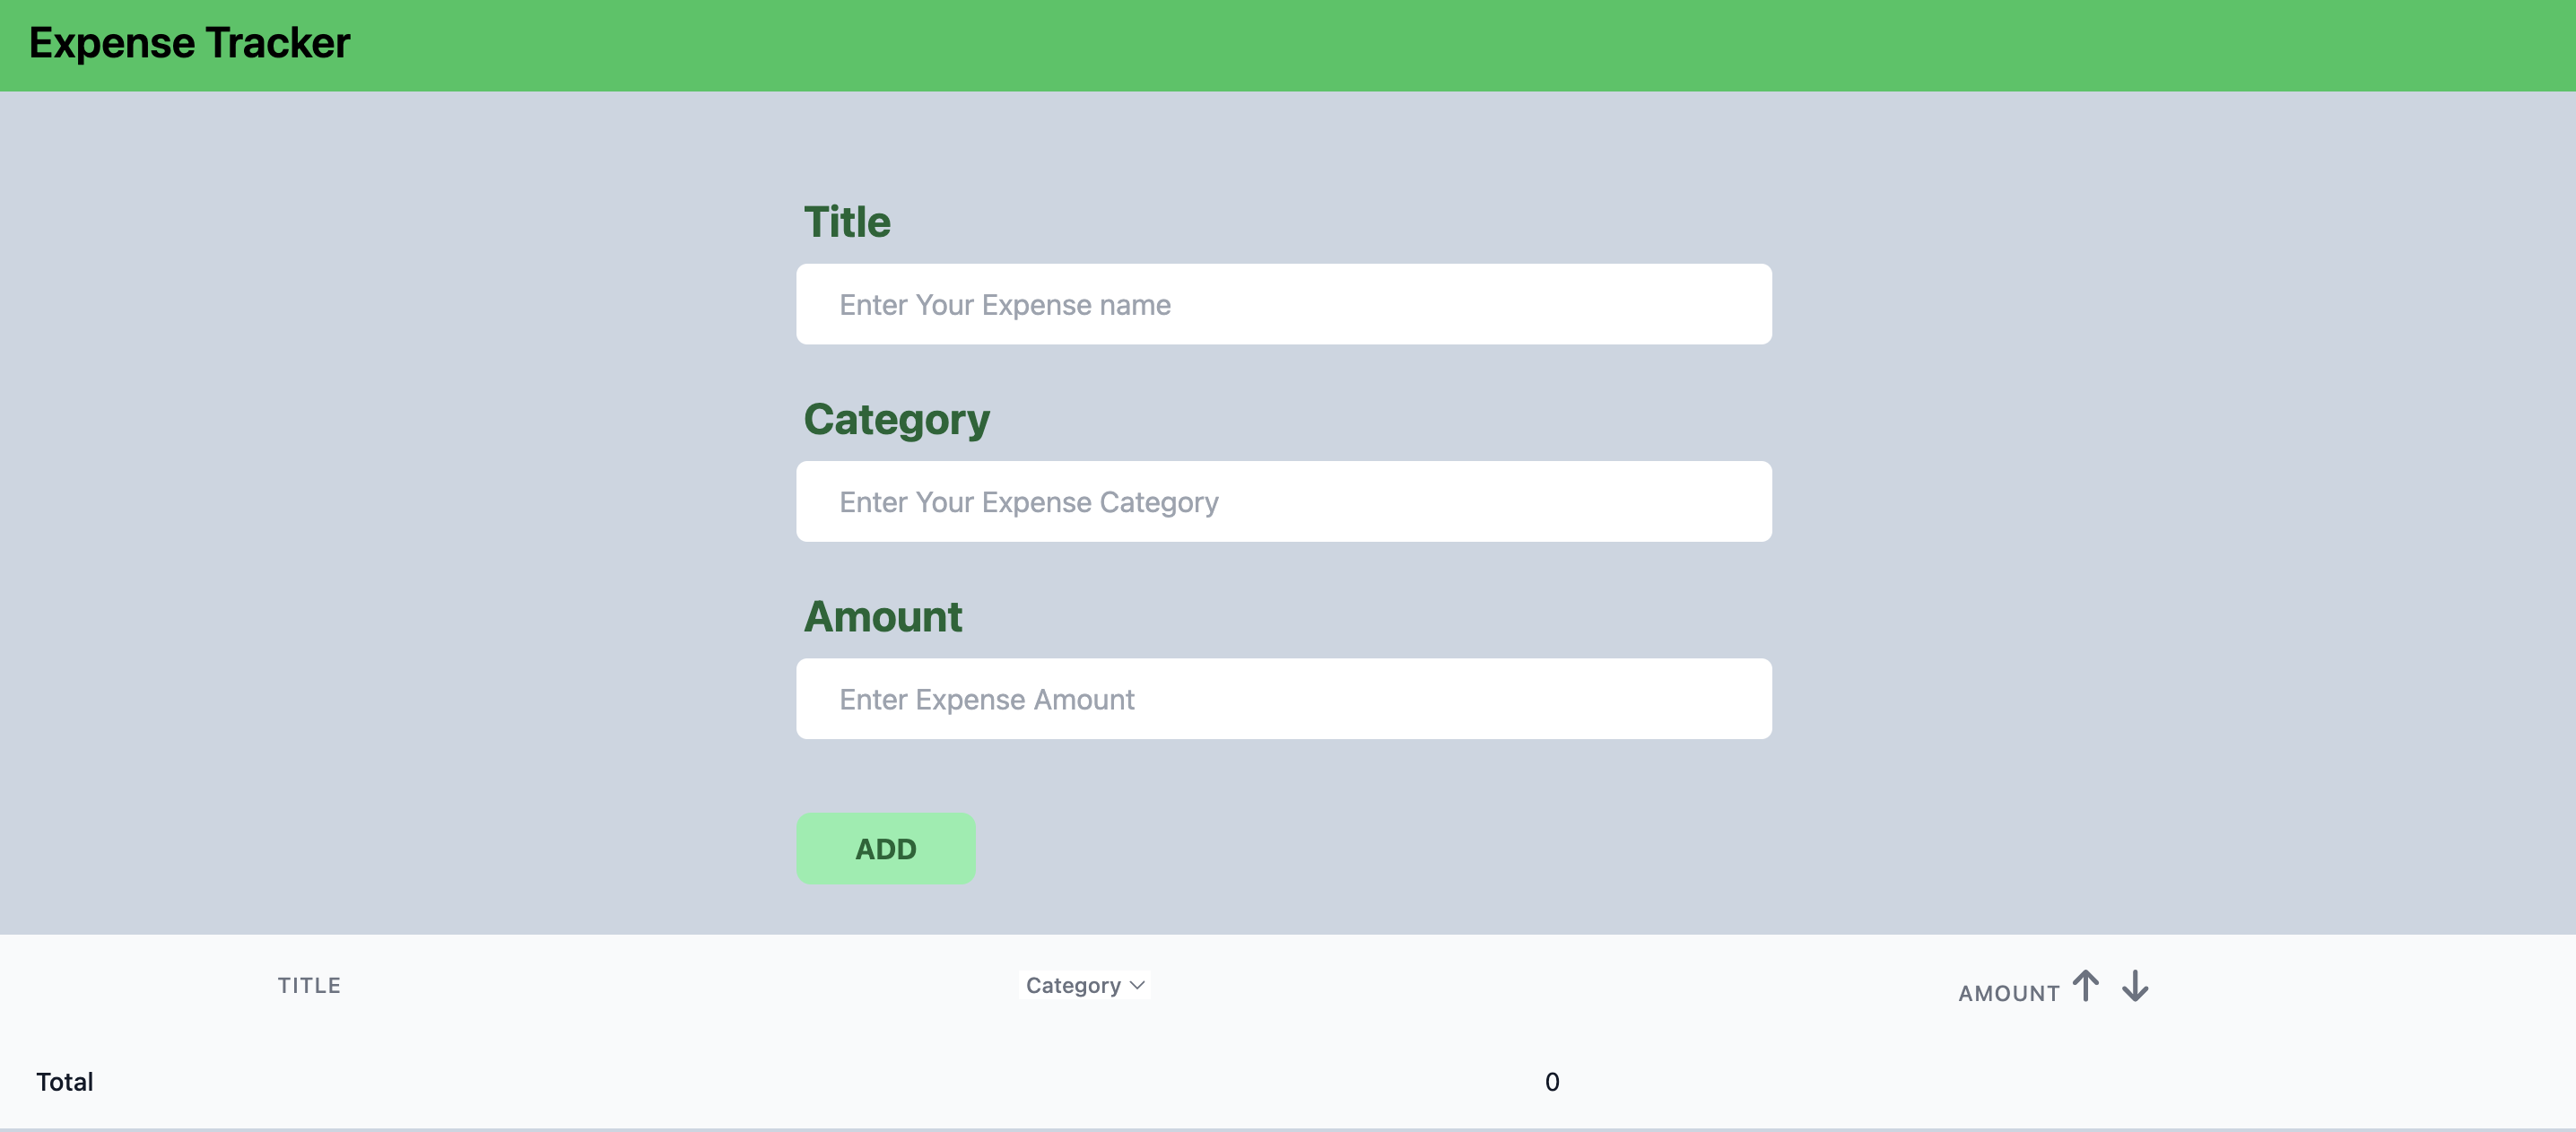 Expense Tracker
Title
Enter Your Expense name
Category
Enter Your Expense Category
Amount
Enter Expense Amount
ADD
TITLE Category AMOUNT
Total 0